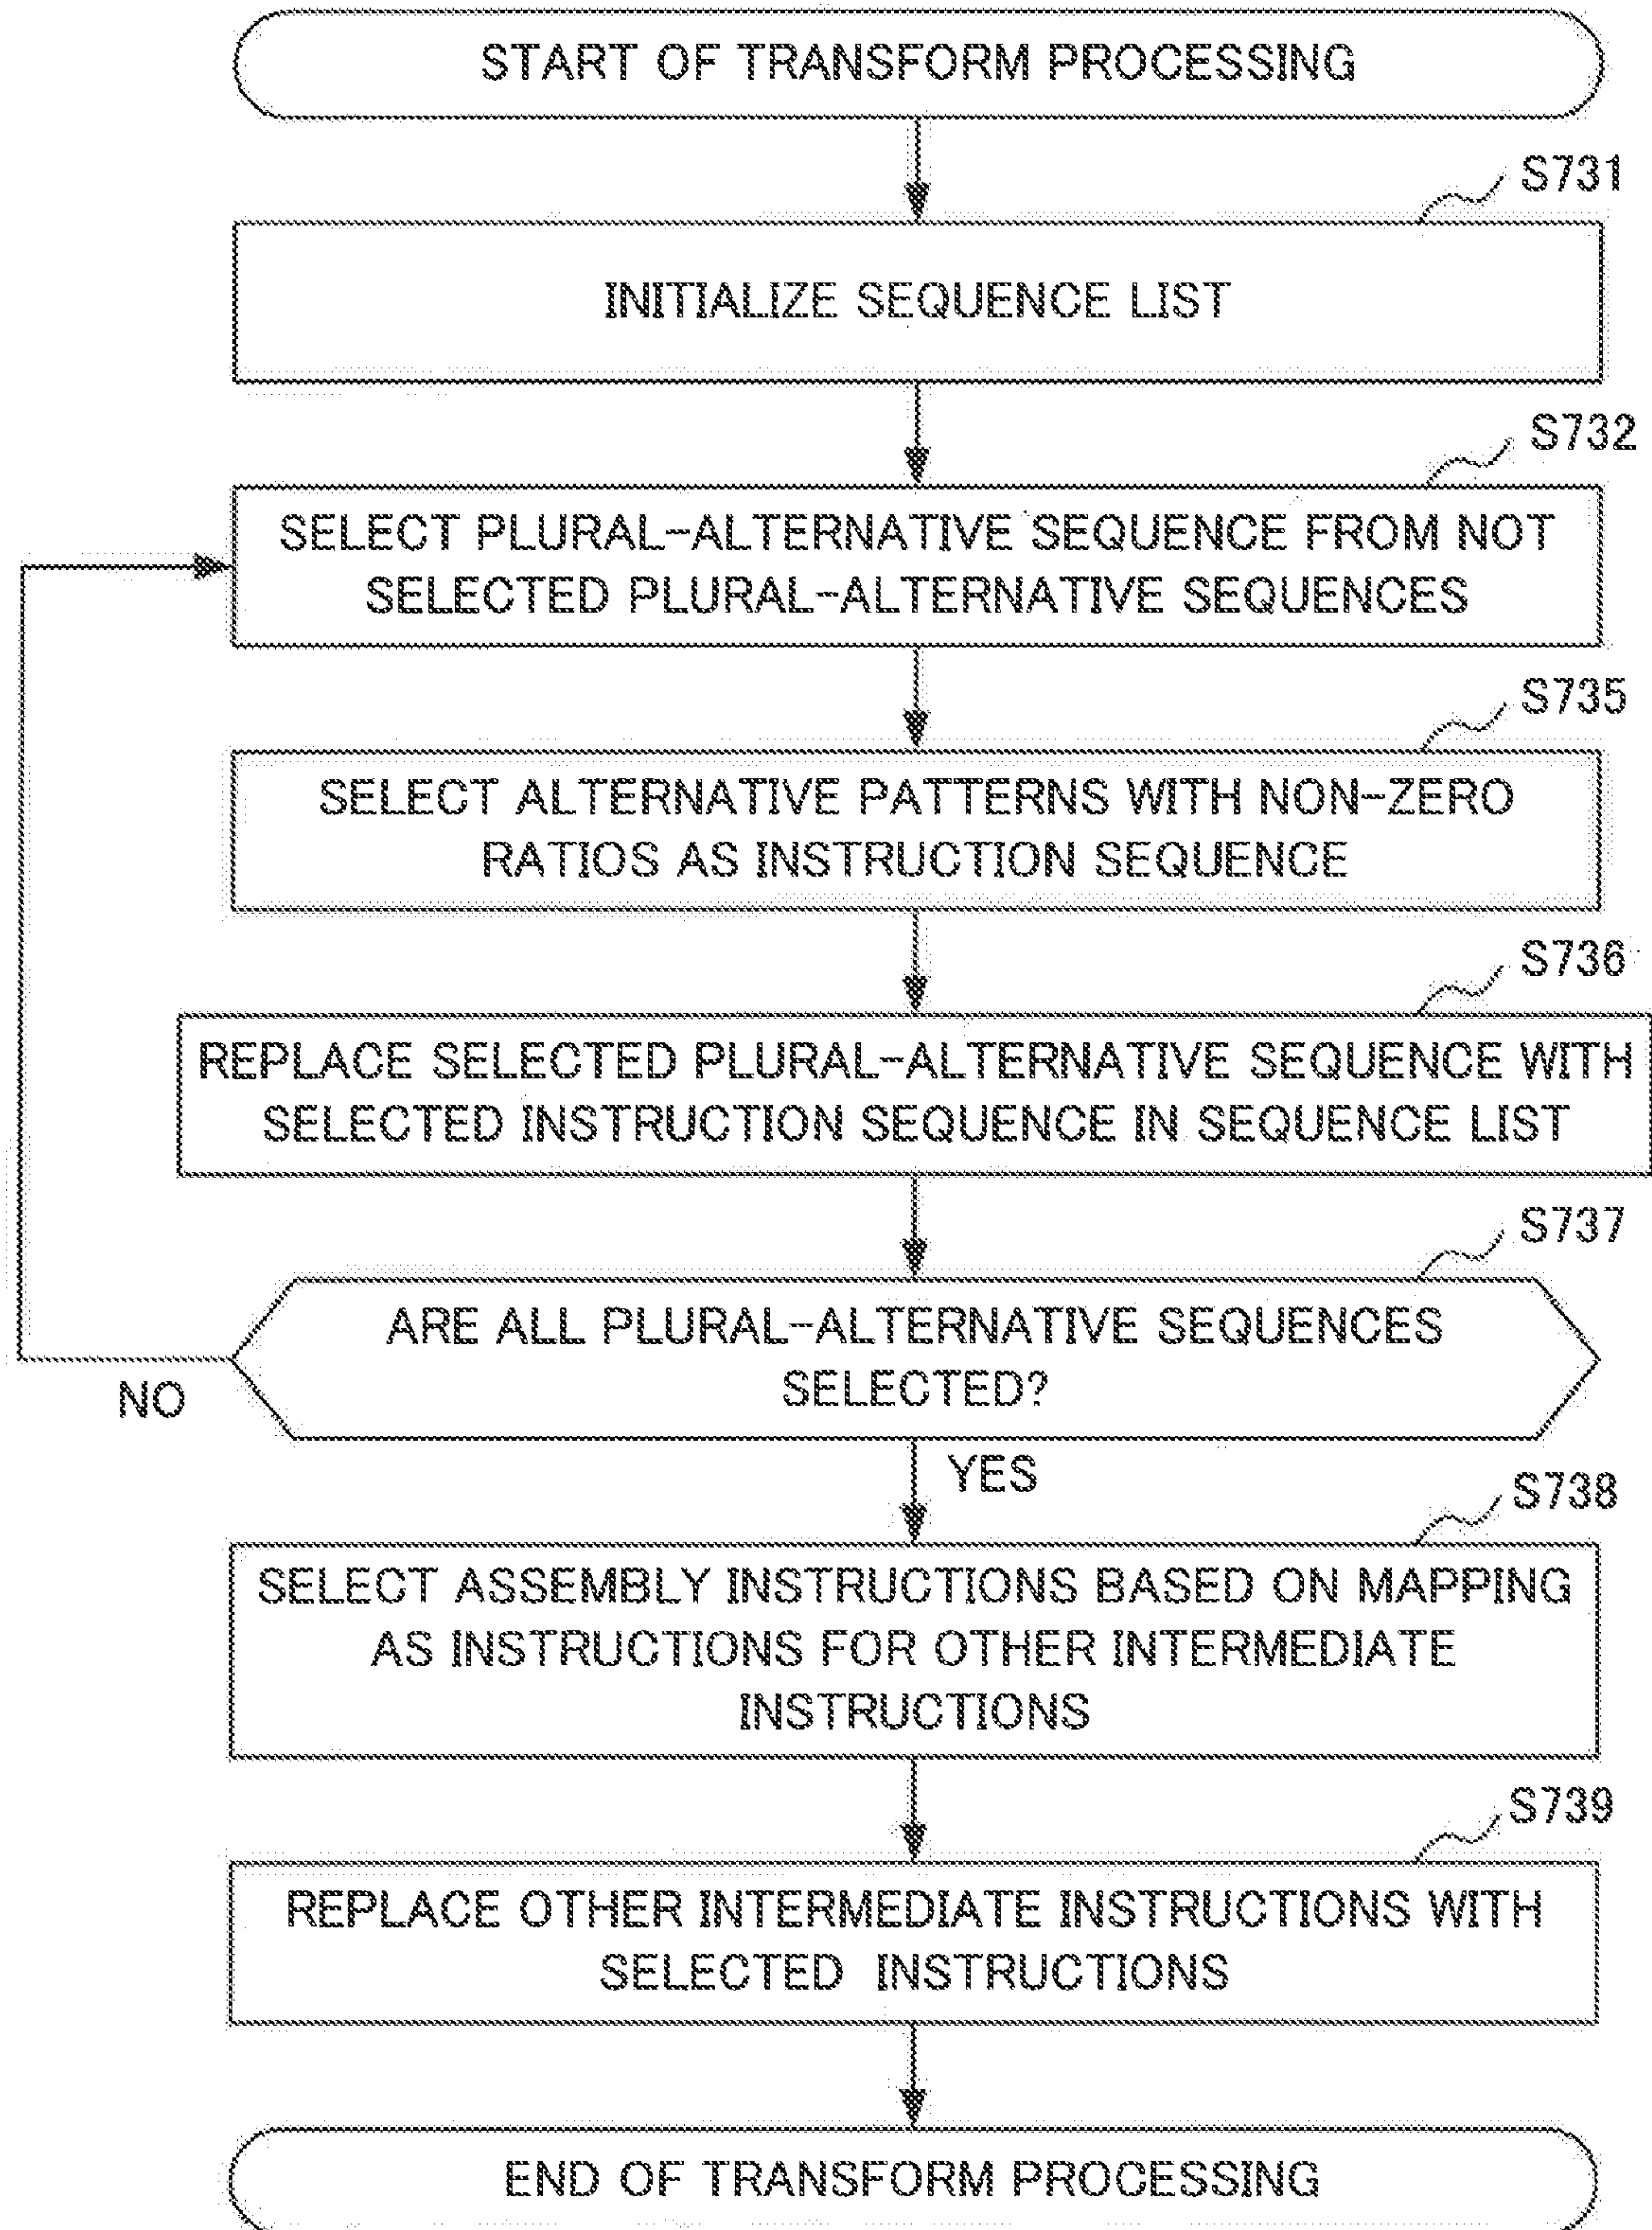 START OF TRANSFORM PROCESSING
S731
INITIALIZE SEQUENCE LIST
S732
SELECT PLURAL-ALTERNATIVE SEQUENCE FROM NOT
SELECTED PLURAL-ALTERNATIVE SEQUENCES
S735
SELECT ALTERNATIVE PATTERNS WITH NON-ZERO
RATIOS AS INSTRUCTION SEQUENCE
S736
REPLACE SELECTED PLURAL-ALTERNATIVE SEQUENCE WITH
SELECTED INSTRUCTION SEQUENCE IN SEQUENCE LIST
S737
ARE ALL PLURAL-ALTERNATIVE SEQUENCES
SELECTED?
NO
YES
S738
SELECT ASSEMBLY INSTRUCTIONS BASED ON MAPPING
AS INSTRUCTIONS FOR OTHER INTERMEDIATE
INSTRUCTIONS
S739
REPLACE OTHER INTERMEDIATE INSTRUCTIONS WITH
SELECTED INSTRUCTIONS
END OF TRANSFORM PROCESSING